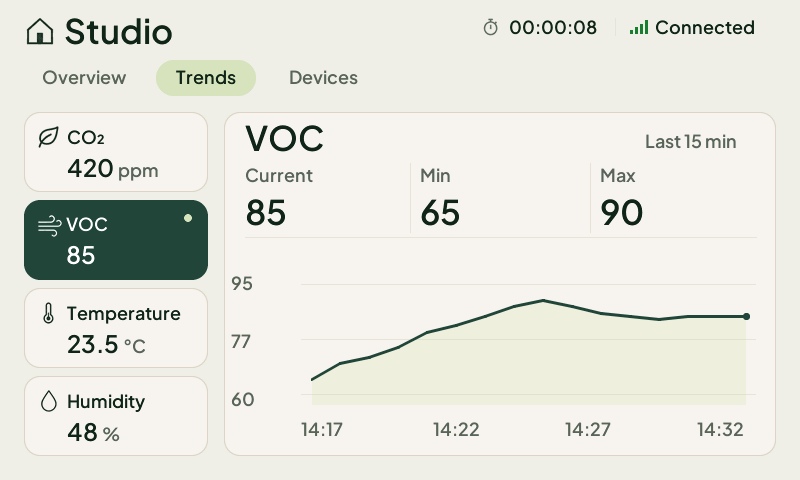 Studio
00:00:08
Connected
Overview
Trends
Devices
CO₂
420 ppm
VOC
85
Temperature
23.5 °C
Humidity
48 %
VOC
Last 15 min
Current
85
Min
65
Max
90
95
77
60
14:17
14:22
14:27
14:32